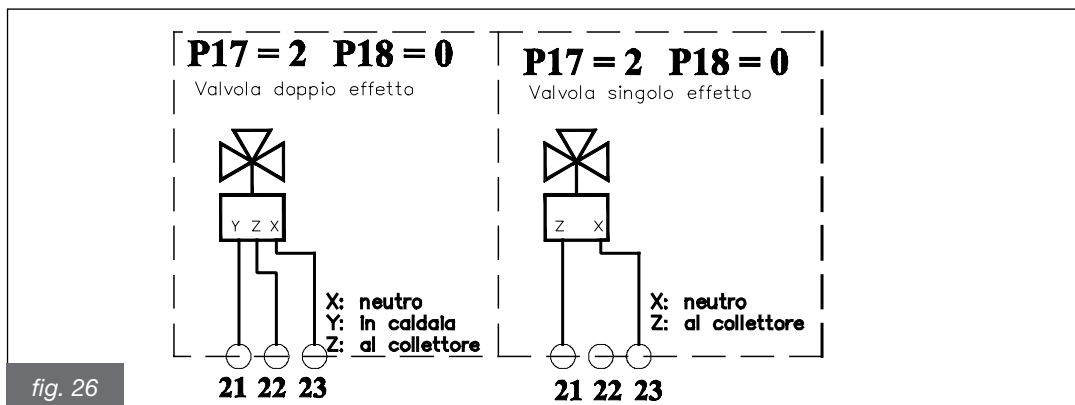 P17 = 2 P18 = 0
Valvola doppio effetto
Y Z X
X: neutro
Y: in caldaia
Z: al collettore
21 22 23
P17 = 2 P18 = 0
Valvola singolo effetto
Z X
X: neutro
Z: al collettore
21 22 23
fig. 26